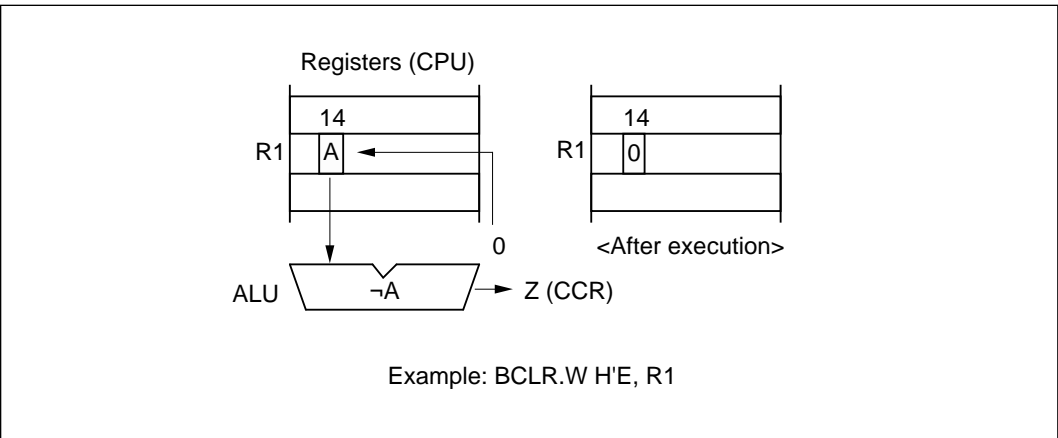 Registers (CPU)
14
R1
A
0
ALU
¬A
Z (CCR)
14
R1
0
<After execution>
Example: BCLR.W H'E, R1